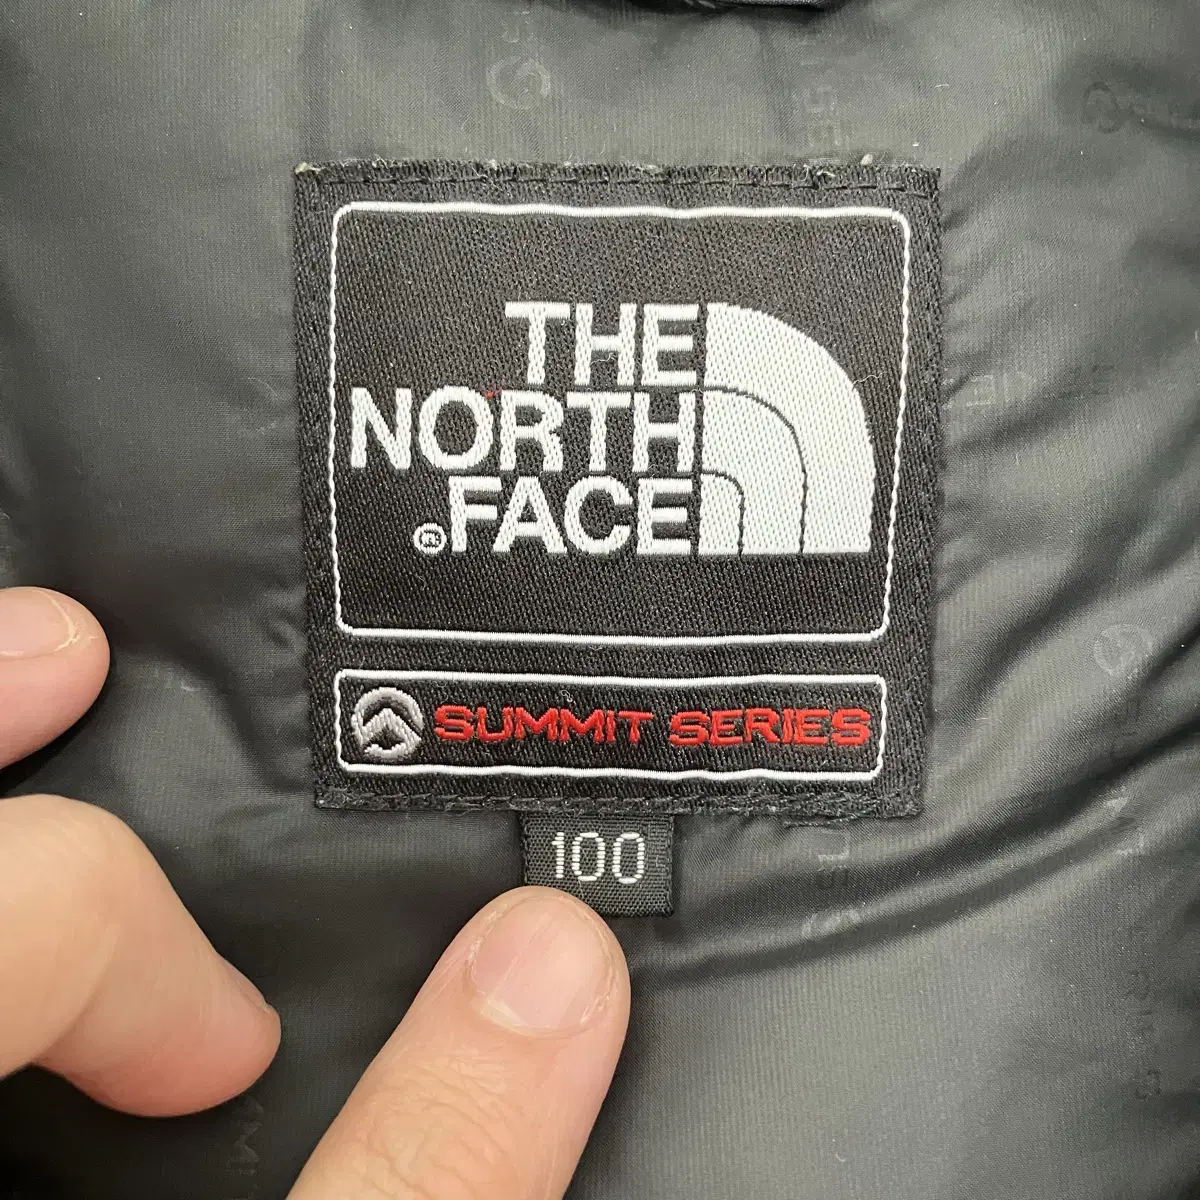 THE
NORTH
®FACE
SUMMIT SERIES
100